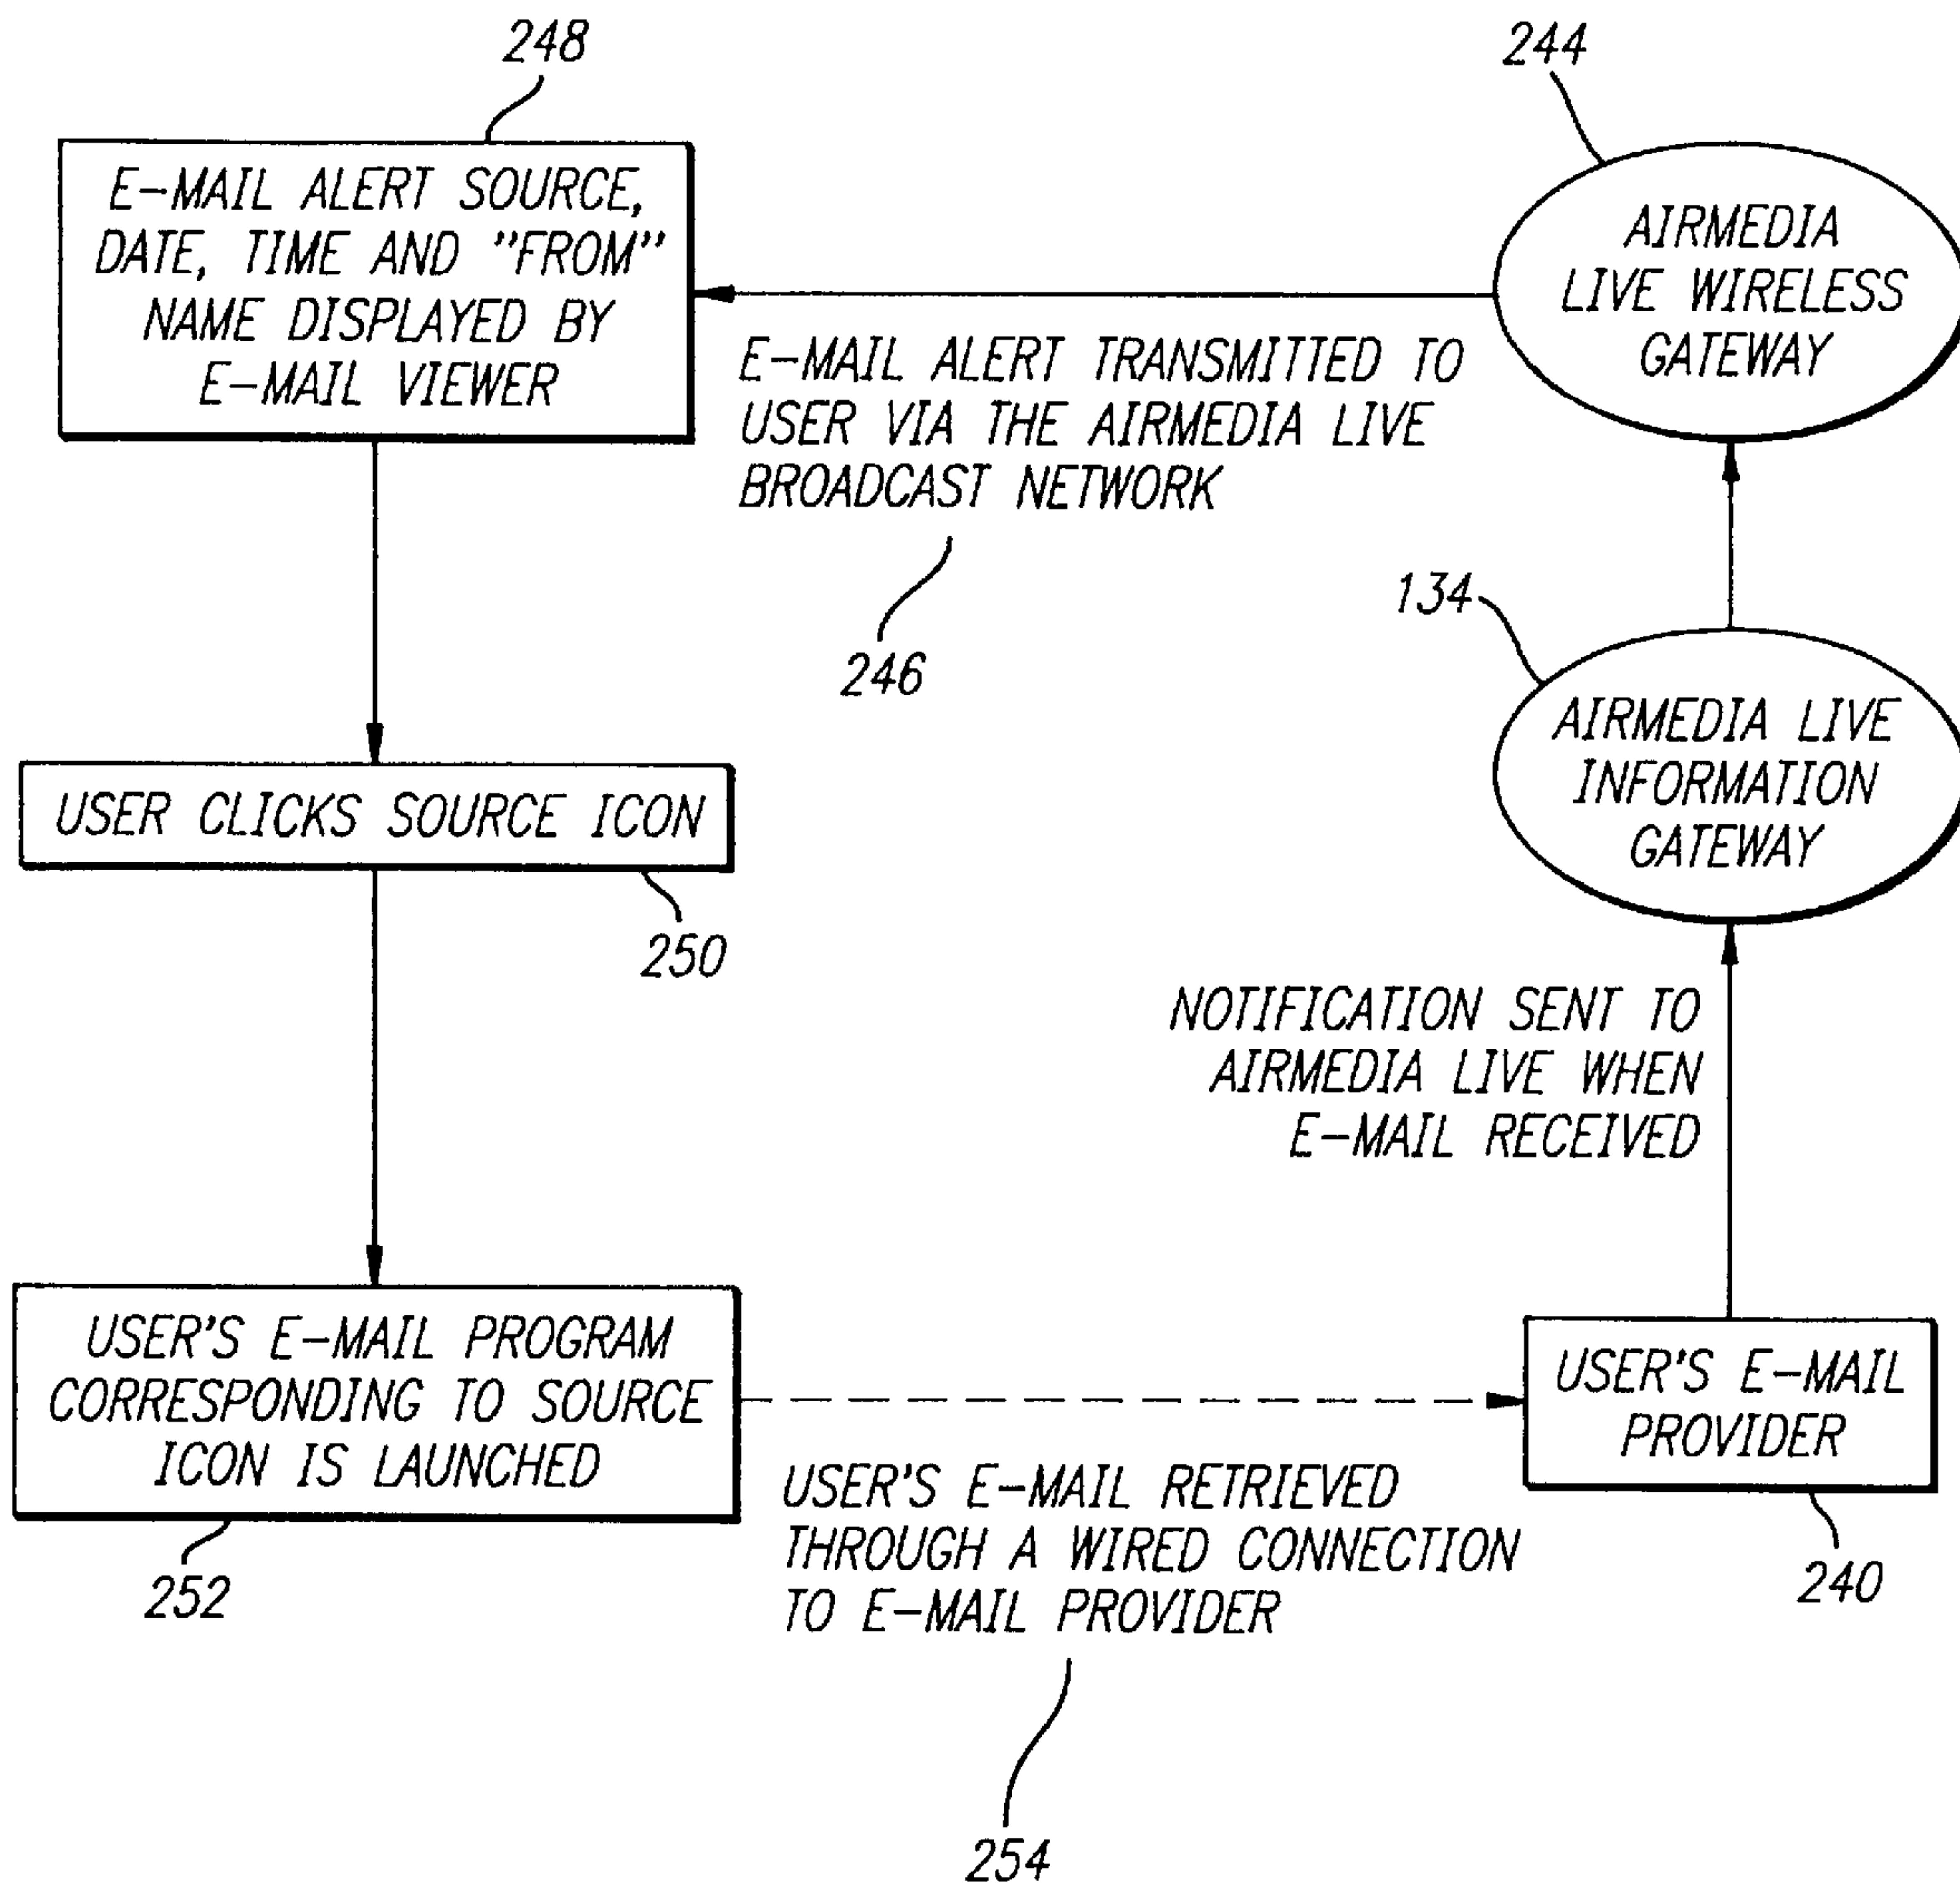 248
244
E-MAIL ALERT SOURCE,
DATE, TIME AND "FROM"
NAME DISPLAYED BY
E-MAIL VIEWER
AIRMEDIA
LIVE WIRELESS
GATEWAY
E-MAIL ALERT TRANSMITTED TO
USER VIA THE AIRMEDIA LIVE
BROADCAST NETWORK
246
134
AIRMEDIA LIVE
INFORMATION
GATEWAY
USER CLICKS SOURCE ICON
250
NOTIFICATION SENT TO
AIRMEDIA LIVE WHEN
E-MAIL RECEIVED
USER'S E-MAIL PROGRAM
CORRESPONDING TO SOURCE
ICON IS LAUNCHED
252
USER'S E-MAIL
PROVIDER
240
USER'S E-MAIL RETRIEVED
THROUGH A WIRED CONNECTION
TO E-MAIL PROVIDER
254